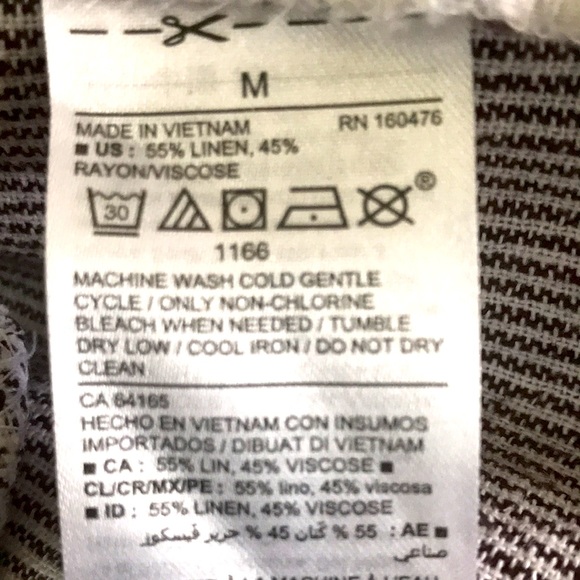 M
MADE IN VIETNAM RN 160476
■ US : 55% LINEN, 45%
RAYON/VISCOSE
30
®
1166
MACHINE WASH COLD GENTLE
CYCLE / ONLY NON-CHLORINE
BLEACH WHEN NEEDED / TUMBLE
DRY LOW / COOL IRON / DO NOT DRY
CLEAN
CA 64165
HECHO EN VIETNAM CON INSUMOS
IMPORTADOS / DIBUAT DI VIETNAM
■ CA : 55% LIN, 45% VISCOSE ■
CL/CR/MX/PE : 55% lino, 45% viscosa
■ ID : 55% LINEN, 45% VISCOSE
■ AE : 55 % كتان 45 % حرير فيسكوز
صناعي